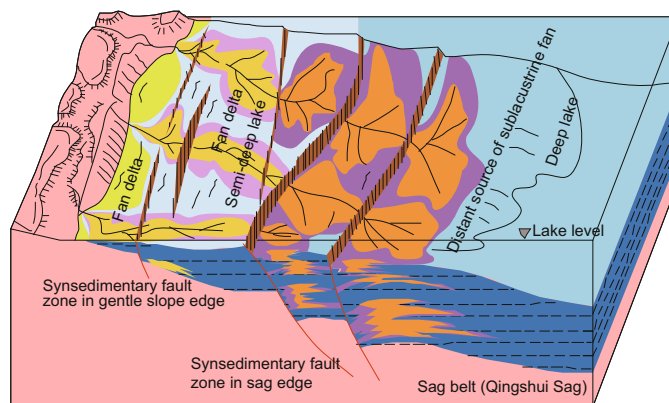 Fan delta
Fan delta
Semi-deep lake
Distant source of sublacustrine fan
Deep lake
Lake level
Synsedimentary fault
zone in gentle slope edge
Synsedimentary fault
zone in sag edge
Sag belt (Qingshui Sag)